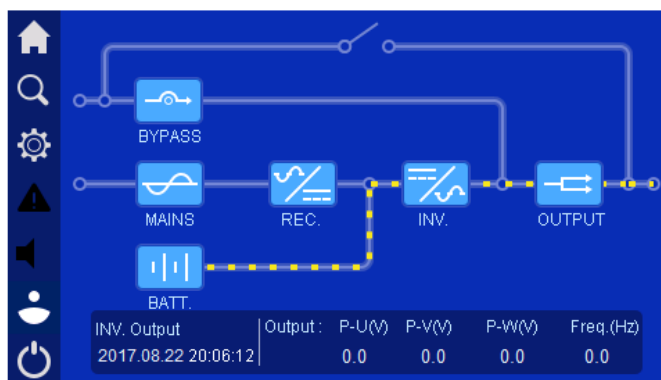 BYPASS
MAINS
REC.
INV.
OUTPUT
BATT.
INV. Output
2017.08.22 20:06:12
Output : P-U(V) P-V(V) P-W(V) Freq.(Hz)
0.0 0.0 0.0 0.0